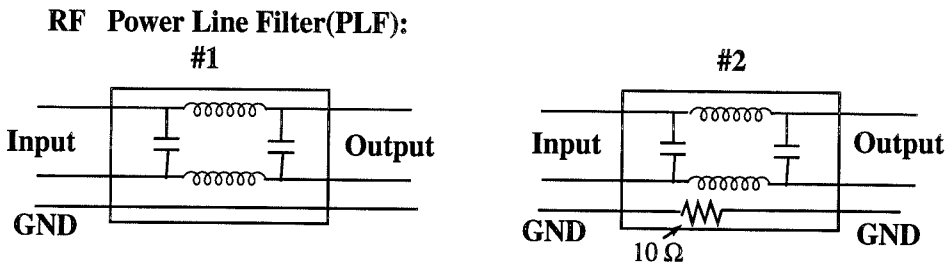 RF Power Line Filter(PLF):
#1
#2
Input
Output
GND
Input
Output
GND
10 Ω
GND